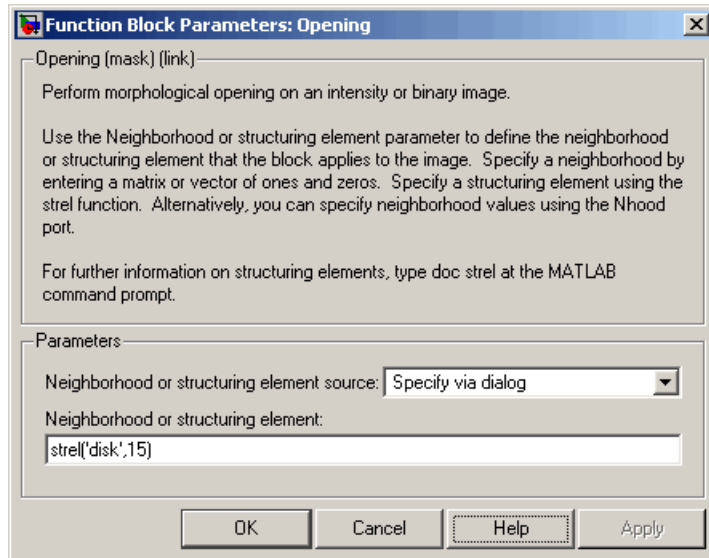 Function Block Parameters: Opening
Opening (mask) (link)
Perform morphological opening on an intensity or binary image.
Use the Neighborhood or structuring element parameter to define the neighborhood
or structuring element that the block applies to the image.  Specify a neighborhood by
entering a matrix or vector of ones and zeros.  Specify a structuring element using the
strel function.  Alternatively, you can specify neighborhood values using the Nhood
port.
For further information on structuring elements, type doc strel at the MATLAB
command prompt.
Parameters
Neighborhood or structuring element source: Specify via dialog
Neighborhood or structuring element:
strel('disk',15)
OK Cancel Help Apply